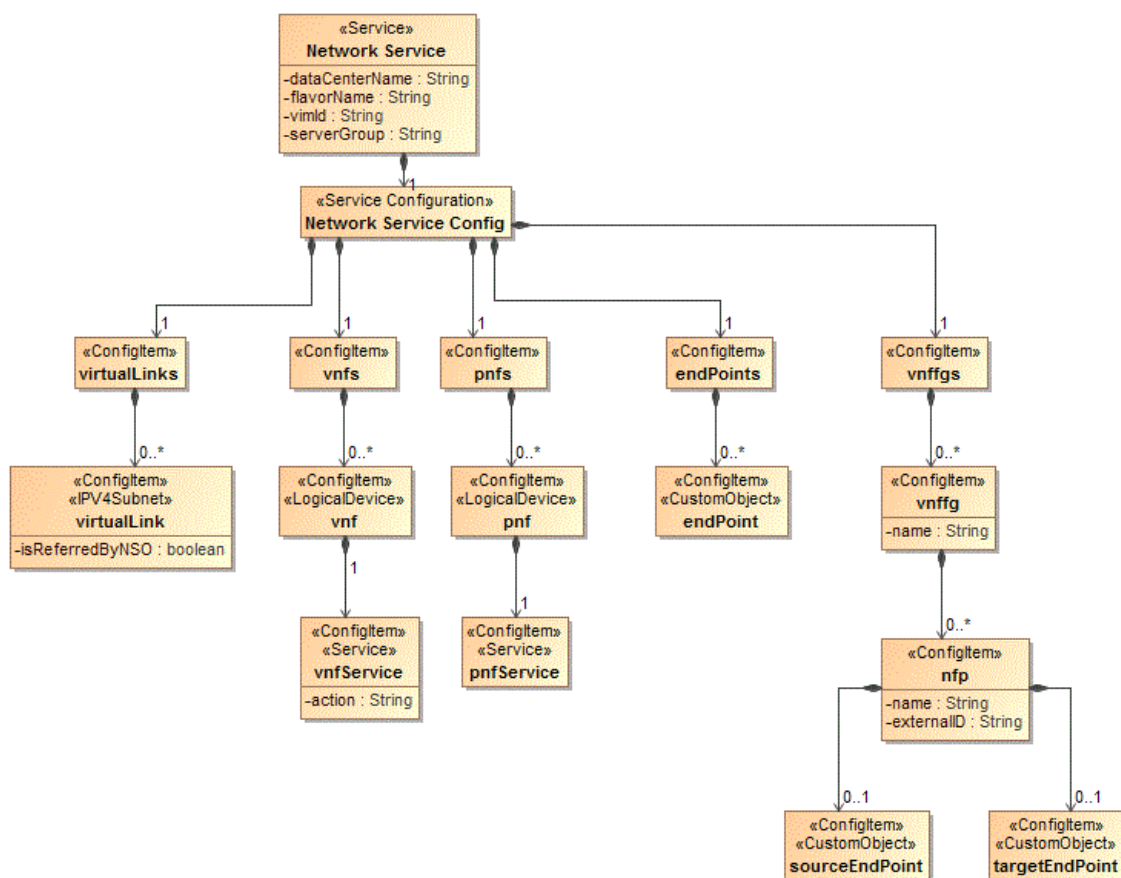 «Service»
Network Service
-dataCenterName : String
-flavorName : String
-vimId : String
-serverGroup : String
1
«Service Configuration»
Network Service Config
1
1
1
1
1
«ConfigItem»
virtualLinks
«ConfigItem»
vnfs
«ConfigItem»
pnfs
«ConfigItem»
endPoints
«ConfigItem»
vnffgs
0..*
0..*
0..*
0..*
0..*
«ConfigItem»
«IPV4Subnet»
virtualLink
-isReferredByNSO : boolean
«ConfigItem»
«LogicalDevice»
vnf
«ConfigItem»
«LogicalDevice»
pnf
«ConfigItem»
«CustomObject»
endPoint
«ConfigItem»
vnffg
-name : String
1
1
0..*
«ConfigItem»
«Service»
vnfService
-action : String
«ConfigItem»
«Service»
pnfService
«ConfigItem»
nfp
-name : String
-externalID : String
0..1
0..1
«ConfigItem»
«CustomObject»
sourceEndPoint
«ConfigItem»
«CustomObject»
targetEndPoint